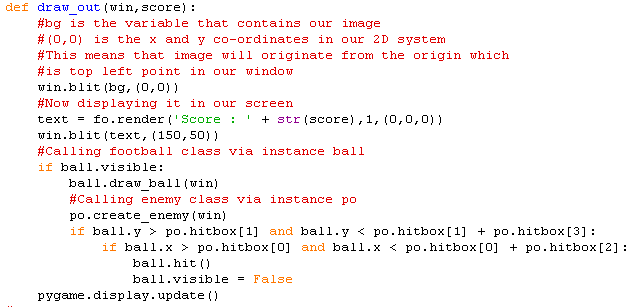 def draw_out(win,score):
    #bg is the variable that contains our image
    #(0,0) is the x and y co-ordinates in our 2D system
    #This means that image will originate from the origin which
    #is top left point in our window
    win.blit(bg,(0,0))
    #Now displaying it in our screen
    text = fo.render('Score : ' + str(score),1,(0,0,0))
    win.blit(text,(150,50))
    #Calling football class via instance ball
    if ball.visible:
        ball.draw_ball(win)
        #Calling enemy class via instance po
        po.create_enemy(win)
        if ball.y > po.hitbox[1] and ball.y < po.hitbox[1] + po.hitbox[3]:
            if ball.x > po.hitbox[0] and ball.x < po.hitbox[0] + po.hitbox[2]:
                ball.hit()
                ball.visible = False
    pygame.display.update()